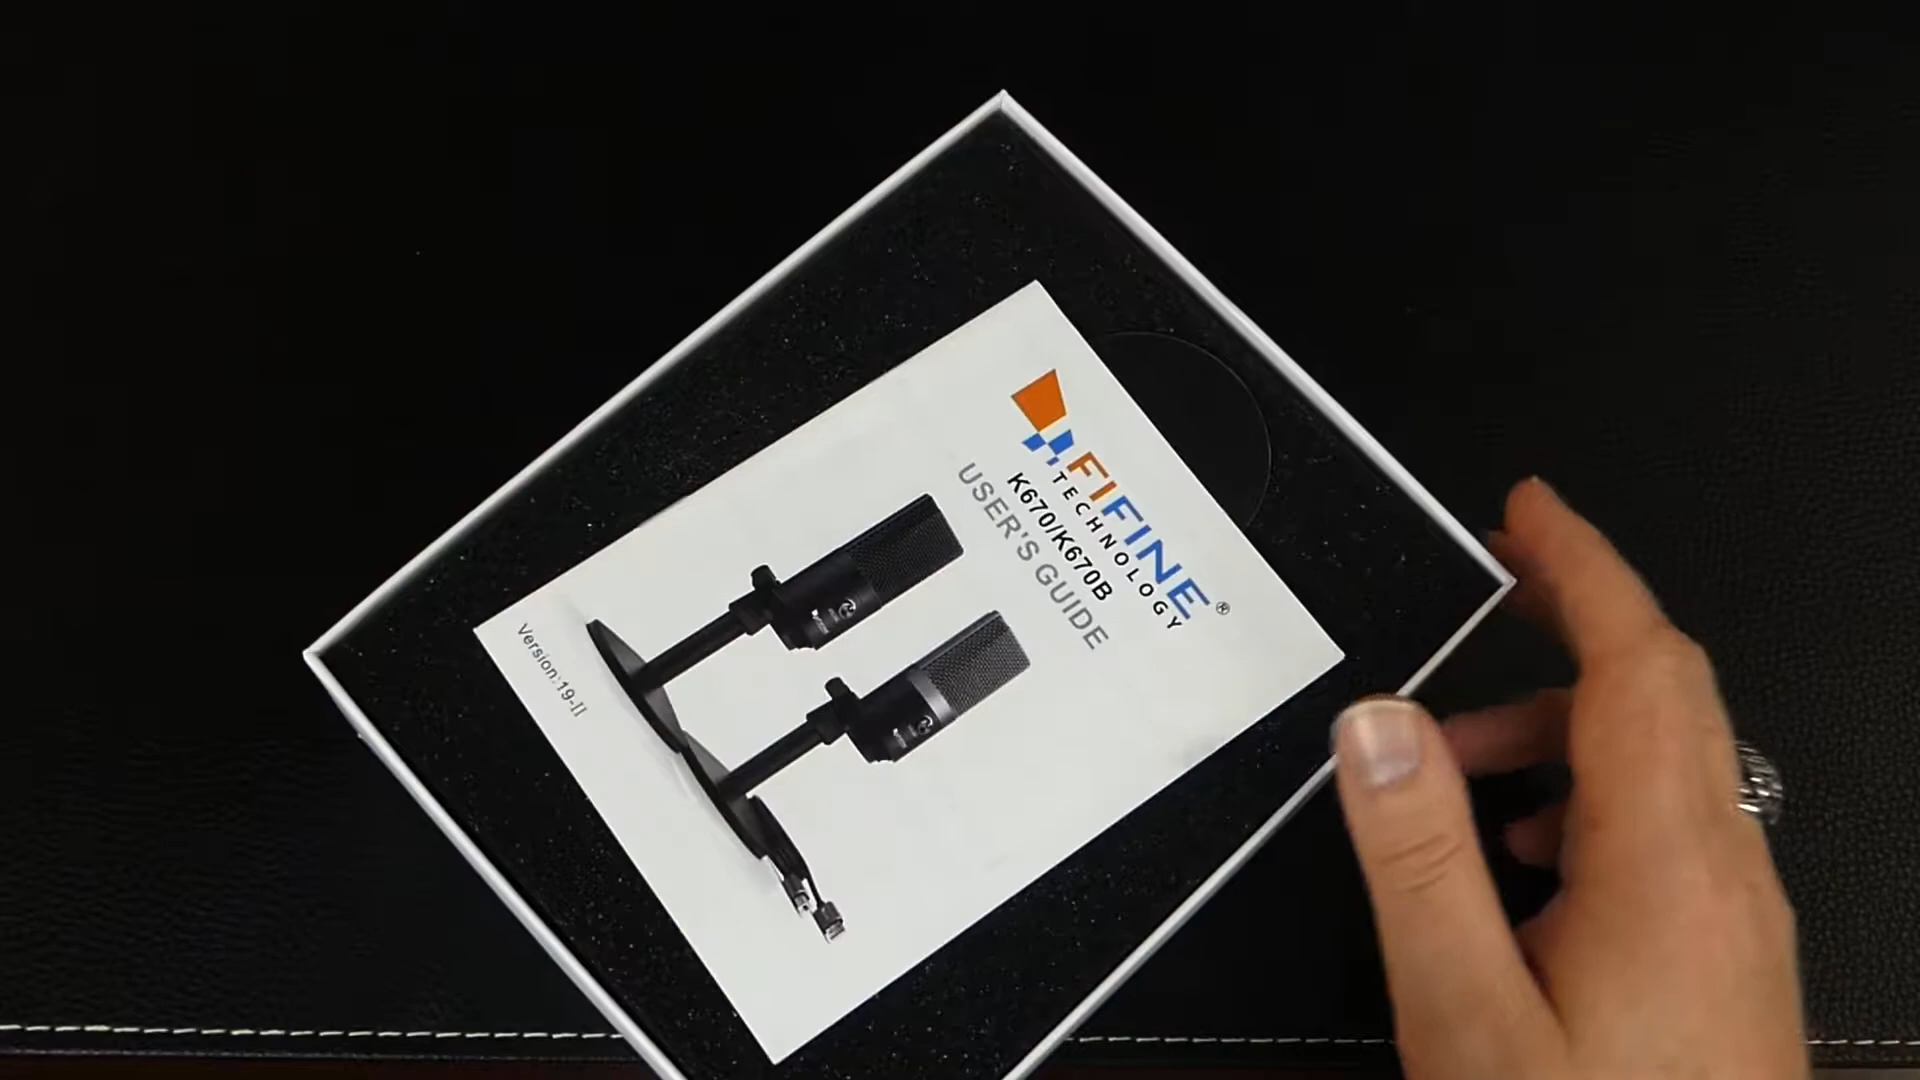 FIFINE®
TECHNOLOGY
K670/K670B
USER'S GUIDE
Version:19-II